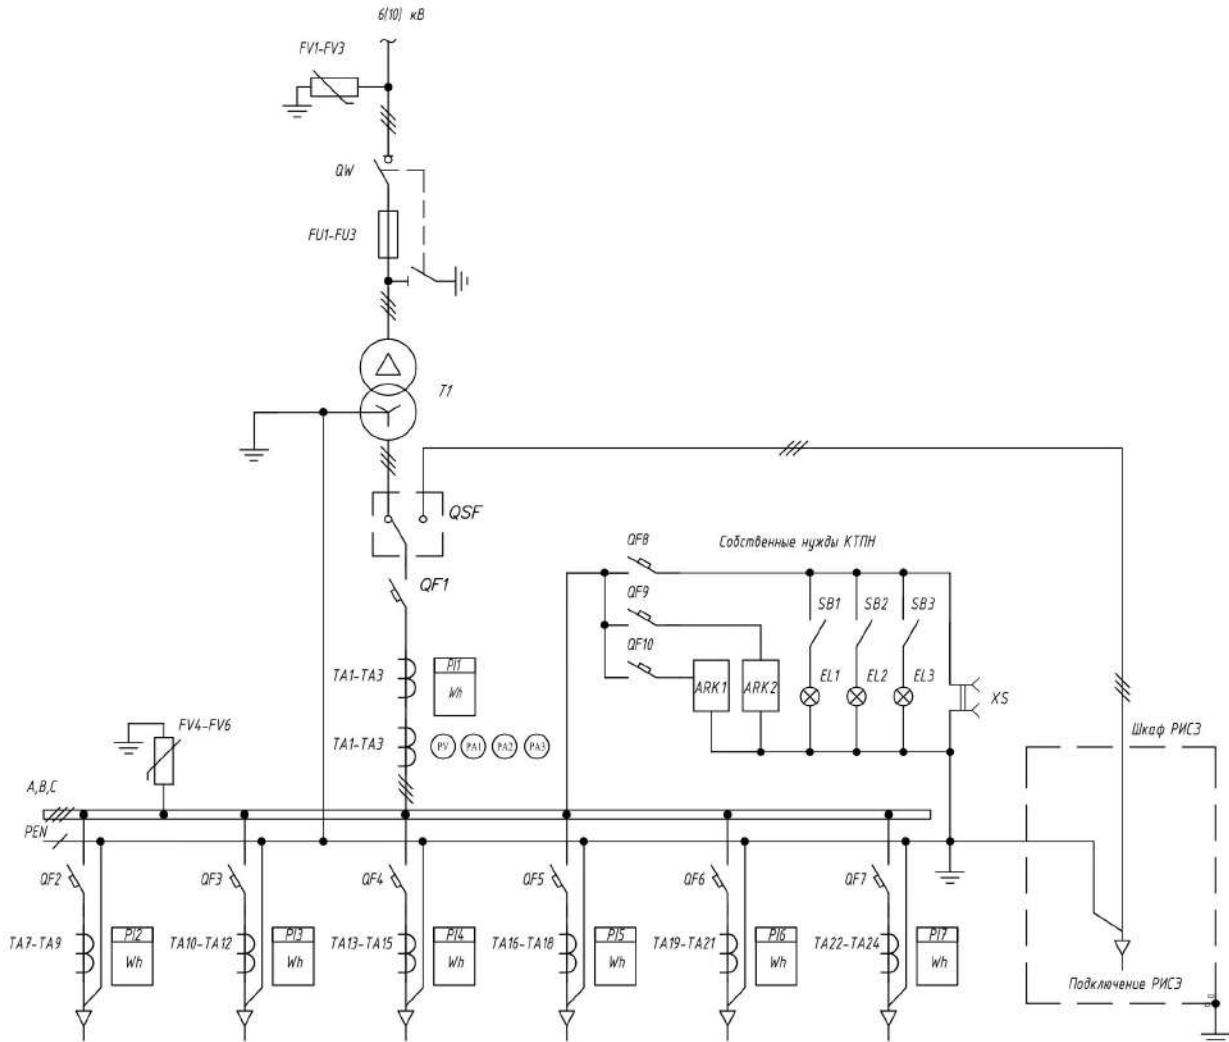 6(10) кВ
FV1-FV3
QW
FU1-FU3
T1
QSF
QF1
QF8
Собственные нужды КТПН
QF9
SB1
SB2
SB3
QF10
TA1-TA3
PI1
Wh
ARK1
ARK2
EL1
EL2
EL3
XS
FV4-FV6
TA1-TA3
PV
PA1
PA2
PA3
Шкаф РИСЭ
A,B,C
PEN
QF2
QF3
QF4
QF5
QF6
QF7
TA7-TA9
PI2
Wh
TA10-TA12
PI3
Wh
TA13-TA15
PI4
Wh
TA16-TA18
PI5
Wh
TA19-TA21
PI6
Wh
TA22-TA24
PI7
Wh
Подключение РИСЭ